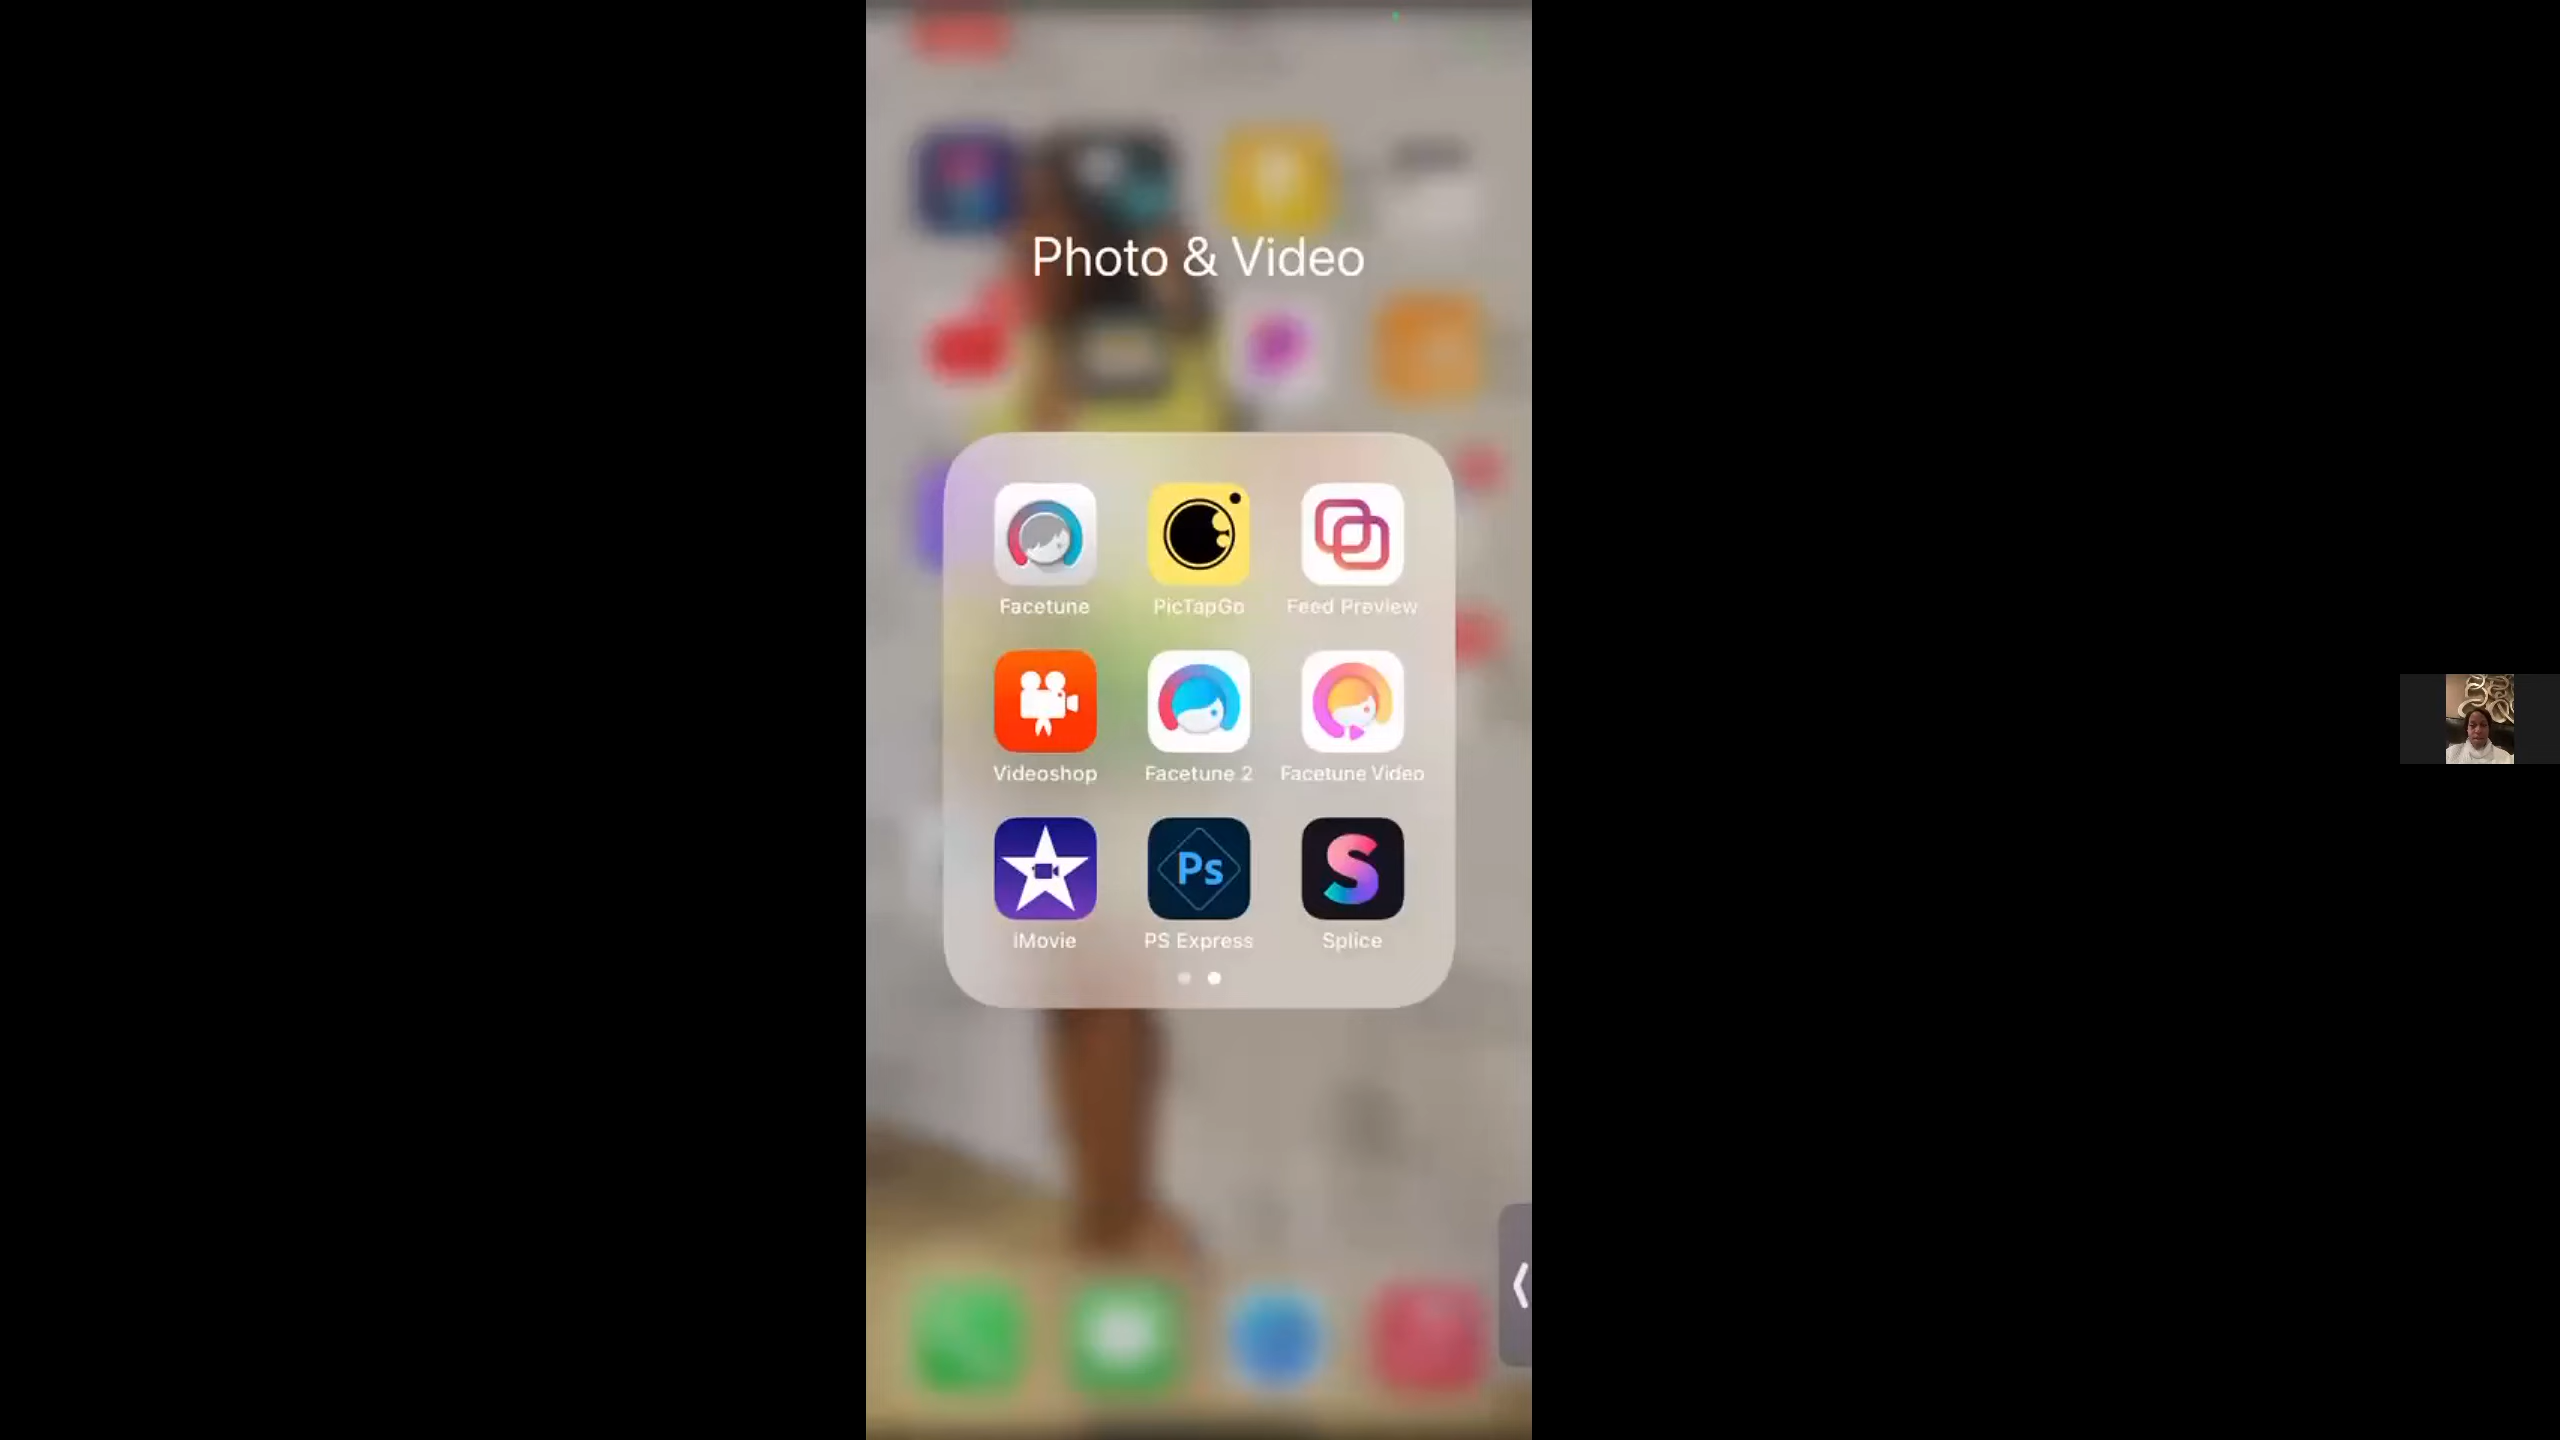 Photo & Video
Facetune PicTapGo Feed Preview
Videoshop Facetune 2 Facetune Video
Ps
iMovie PS Express Splice